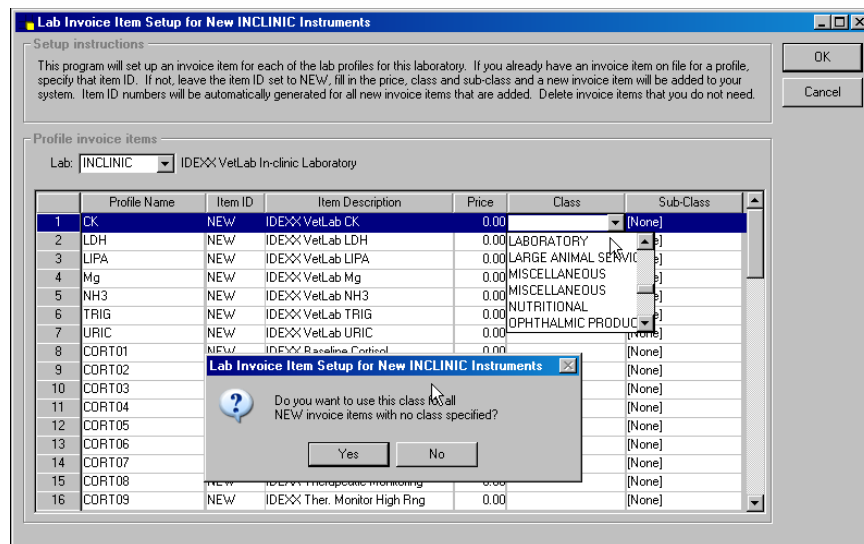 Lab Invoice Item Setup for New INCLINIC Instruments
Setup instructions
This program will set up an invoice item for each of the lab profiles for this laboratory. If you already have an invoice item on file for a profile,
specify that item ID. If not, leave the item ID set to NEW, fill in the price, class and sub-class and a new invoice item will be added to your
system. Item ID numbers will be automatically generated for all new invoice items that are added. Delete invoice items that you do not need.
OK
Cancel
Profile invoice items
Lab: INCLINIC IDEXX VetLab In-clinic Laboratory
Profile Name Item ID Item Description Price Class Sub-Class
1 CK NEW IDEXX VetLab CK 0.00 [None]
2 LDH NEW IDEXX VetLab LDH 0.00
3 LIPA NEW IDEXX VetLab LIPA 0.00
4 Mg NEW IDEXX VetLab Mg 0.00
5 NH3 NEW IDEXX VetLab NH3 0.00
6 TRIG NEW IDEXX VetLab TRIG 0.00
7 URIC NEW IDEXX VetLab URIC 0.00 [None]
LABORATORY
LARGE ANIMAL
MISCELLANEOUS
MISCELLANEOUS
NUTRITIONAL
OPHTHALMIC
8 CORT01 NEW IDEXX Baseline Cortisol 0.00 [None]
9 CORT02 [None]
10 CORT03 [None]
11 CORT04 [None]
12 CORT05 [None]
13 CORT06 [None]
14 CORT07 [None]
15 CORT08 NEW IDEXX Therapeutic Monitoring 0.00 [None]
16 CORT09 NEW IDEXX Ther. Monitor High Rng 0.00 [None]
Lab Invoice Item Setup for New INCLINIC Instruments
Do you want to use this class for all
NEW invoice items with no class specified?
Yes No